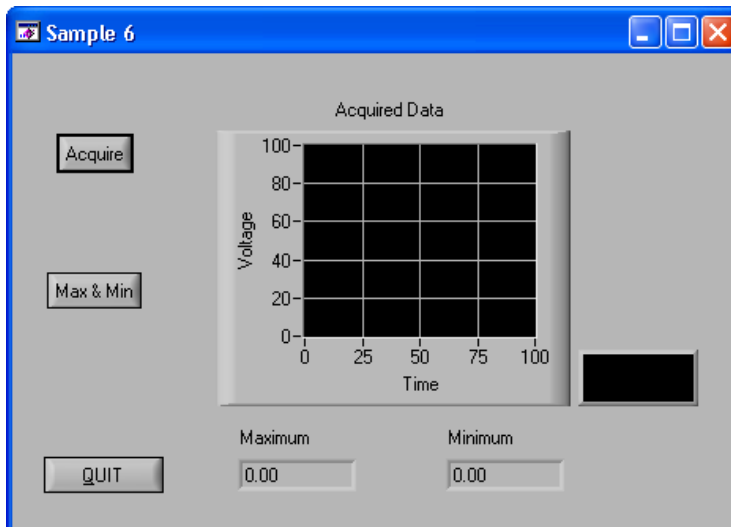 Sample 6
Acquired Data
Acquire
Max & Min
QUIT
Voltage
100
80
60
40
20
0
0 25 50 75 100
Time
Maximum
0.00
Minimum
0.00